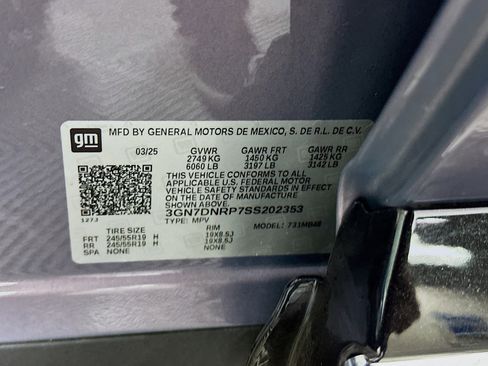 gm
MFD BY GENERAL MOTORS DE MEXICO, S. DE R.L. DE C.V.
03/25 GVWR GAWR FRT GAWR RR
2749 KG 1450 KG 1425 KG
6060 LB 3197 LB 3142 LB
THIS VEHICLE CONFORMS TO ALL
APPLICABLE U.S. FEDERAL MOTOR
VEHICLE SAFETY STANDARDS IN EFFECT
ON THE DATE OF MANUFACTURE
SHOWN ABOVE.
3GN7DNRP7SS202353
1273 TYPE: MPV MODEL: 731MB48
TIRE SIZE RIM
FRT 245/55R19 H 19X8.5J
RR 245/55R19 H 19X8.5J
SPA NONE NONE